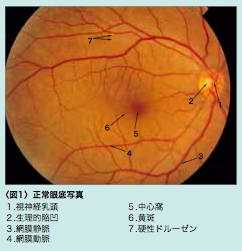 7
6
5
4
2
1
3
〈図1〉正常眼底写真
1.視神経乳頭
2.生理的陥凹
3.網膜静脈
4.網膜動脈
5.中心窩
6.黄斑
7.硬性ドルーゼン